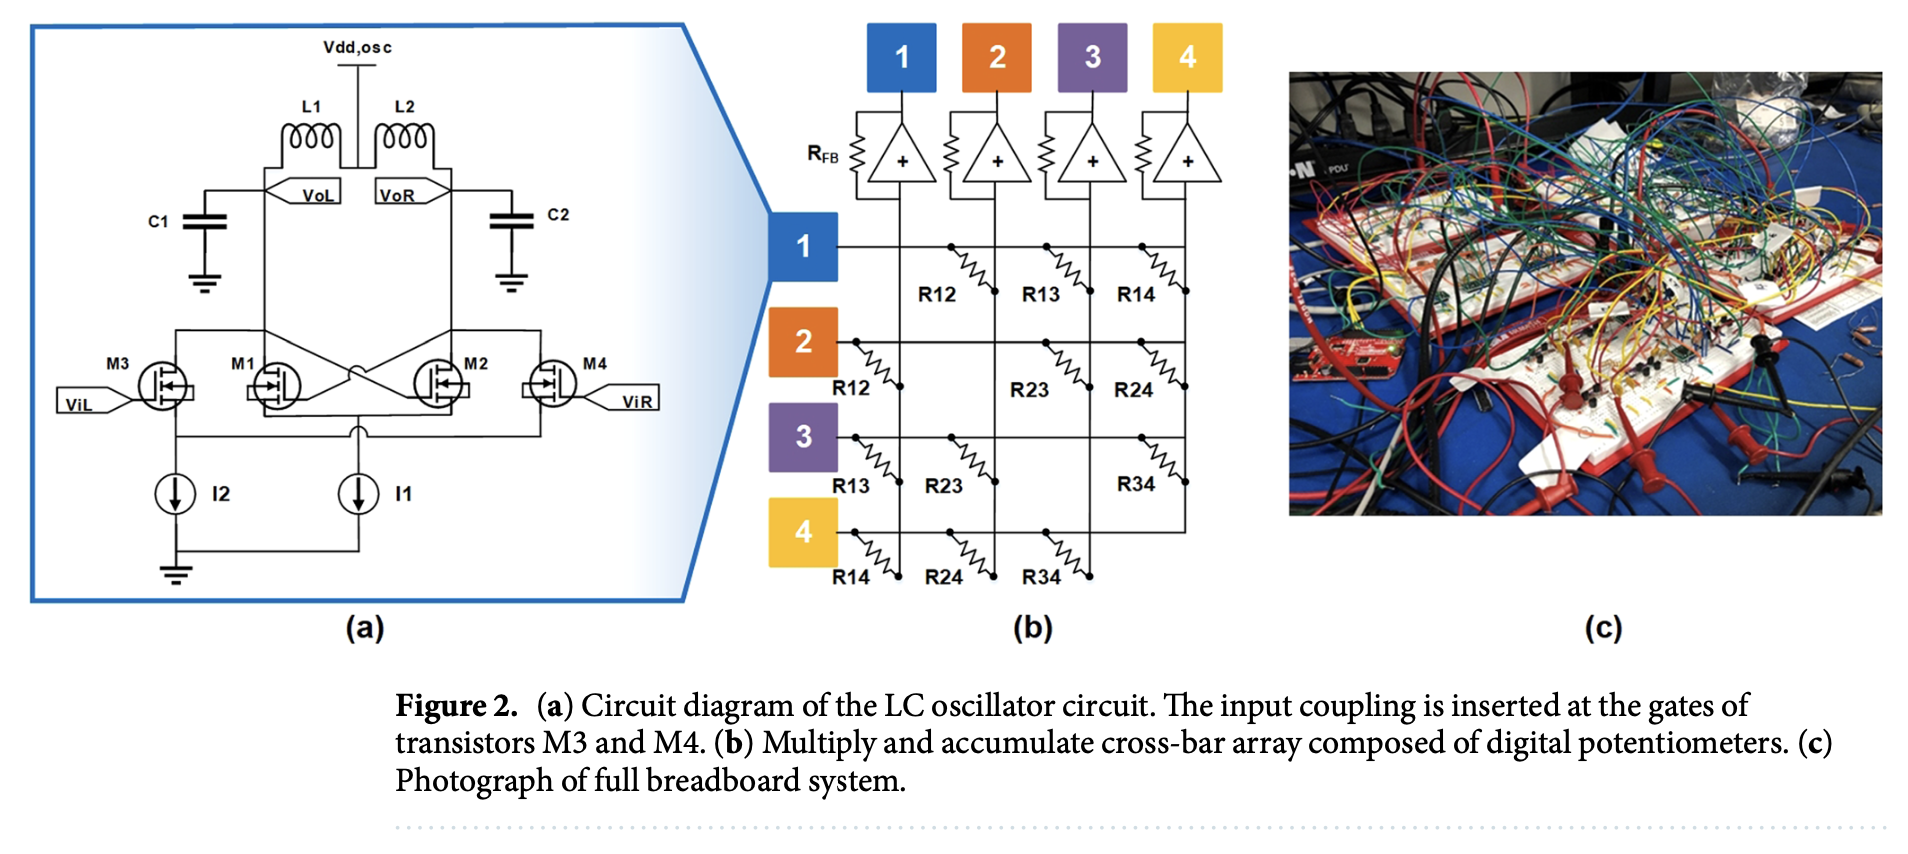 Vdd,osc
L1
L2
VoL
VoR
C1
C2
M3
M1
M2
M4
ViL
ViR
I2
I1
(a)
1
2
3
4
RFB
+
+
+
+
1
R12
R13
R14
2
R12
R23
R24
3
R13
R23
R34
4
R14
R24
R34
(b)
PDU
(c)
Figure 2. (a) Circuit diagram of the LC oscillator circuit. The input coupling is inserted at the gates of
transistors M3 and M4. (b) Multiply and accumulate cross-bar array composed of digital potentiometers. (c)
Photograph of full breadboard system.